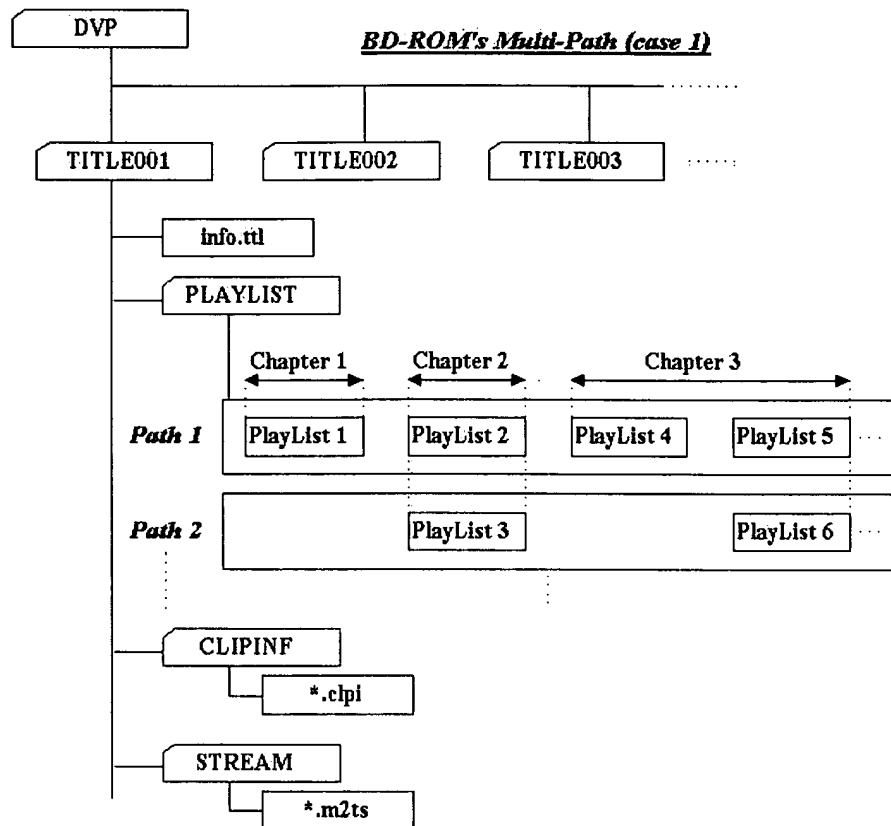 DVP
BD-ROM's Multi-Path (case 1)
TITLE001
TITLE002
TITLE003
info.ttl
PLAYLIST
Chapter 1
Chapter 2
Chapter 3
Path 1
PlayList 1
PlayList 2
PlayList 4
PlayList 5
Path 2
PlayList 3
PlayList 6
CLIPINF
*.clpi
STREAM
*.m2ts